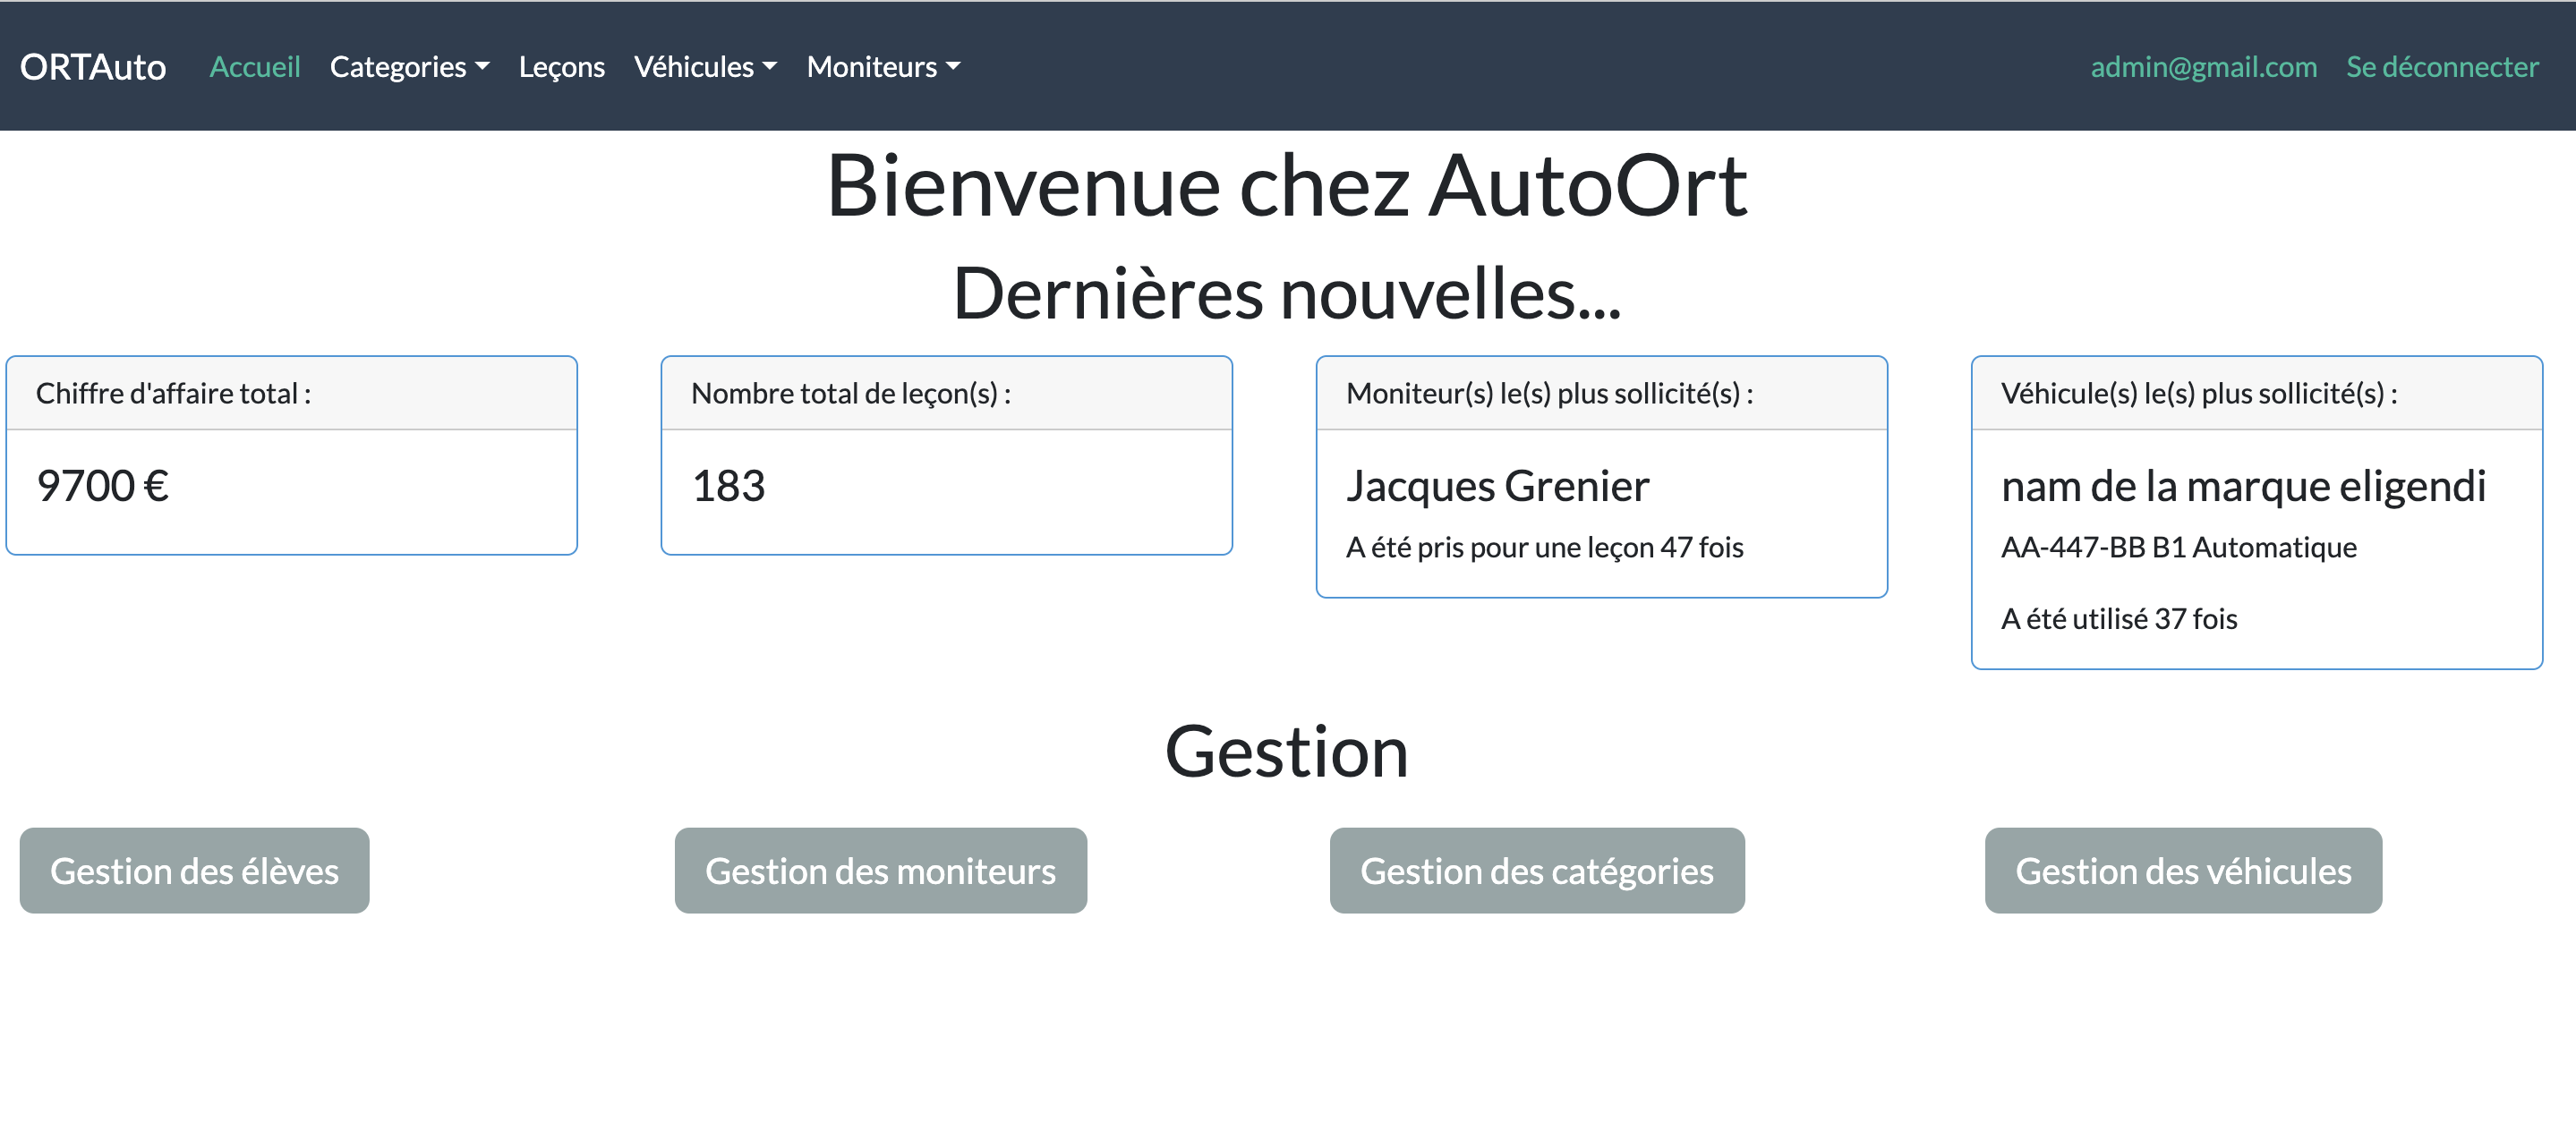 ORTAuto Accueil Categories Leçons Véhicules Moniteurs admin@gmail.com Se déconnecter
Bienvenue chez AutoOrt
Dernières nouvelles...
Chiffre d'affaire total :
9700 €
Nombre total de leçon(s) :
183
Moniteur(s) le(s) plus sollicité(s) :
Jacques Grenier
A été pris pour une leçon 47 fois
Véhicule(s) le(s) plus sollicité(s) :
nam de la marque eligendi
AA-447-BB B1 Automatique
A été utilisé 37 fois
Gestion
Gestion des élèves
Gestion des moniteurs
Gestion des catégories
Gestion des véhicules